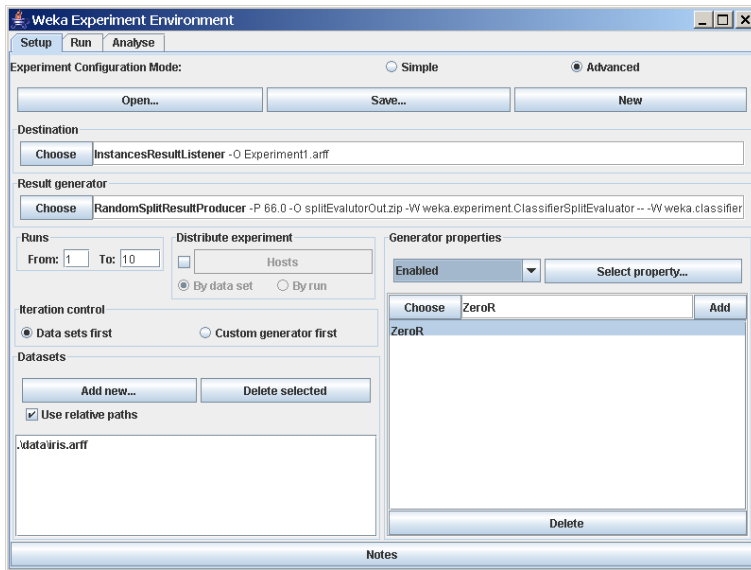 Weka Experiment Environment
Setup Run Analyse
Experiment Configuration Mode: Simple Advanced
Open... Save... New
Destination
Choose InstancesResultListener -O Experiment1.arff
Result generator
Choose RandomSplitResultProducer -P 66.0 -O splitEvalutorOut.zip -W weka.experiment.ClassifierSplitEvaluator -- -W weka.classifier
Runs
From: 1 To: 10
Distribute experiment
Hosts
By data set By run
Generator properties
Enabled Select property...
Choose ZeroR Add
ZeroR
Delete
Iteration control
Data sets first Custom generator first
Datasets
Add new... Delete selected
Use relative paths
.\data\iris.arff
Notes